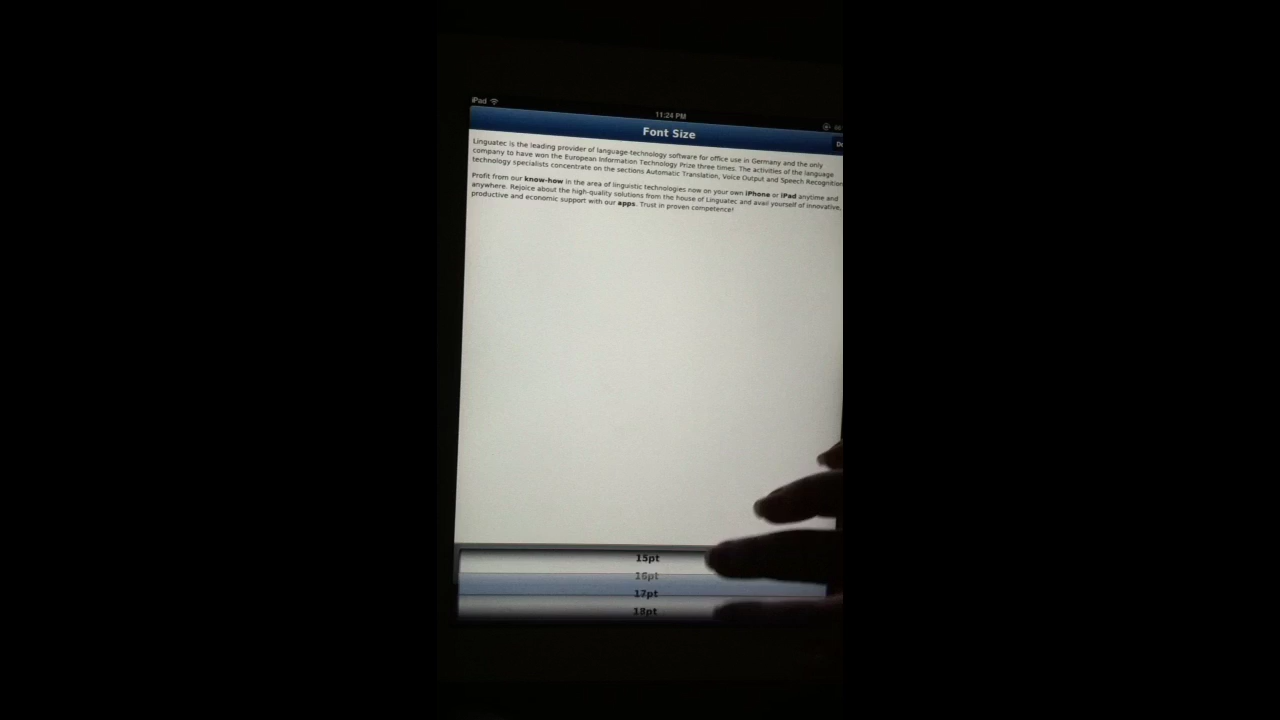 iPad
11:24 PM
Font Size
Linguatec is the leading provider of language-technology software for office use in Germany and the only
company to have won the European Information Technology Prize three times. The activities of the language
technology specialists concentrate on the sections Automatic Translation, Voice Output and Speech Recognition
Profit from our know-how in the area of linguistic technologies now on your own iPhone or iPad anytime and
anywhere. Rejoice about the high-quality solutions from the house of Linguatec and avail yourself of innovative,
productive and economic support with our apps. Trust in proven competence!
15pt
16pt
17pt
18pt